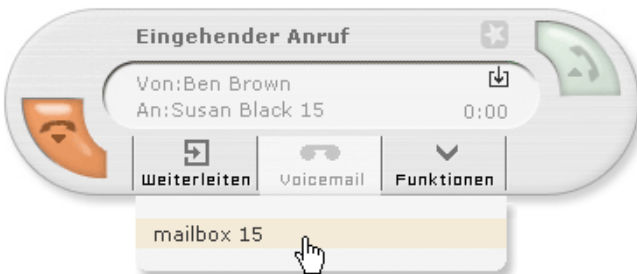 Eingehender Anruf
Von:Ben Brown
An:Susan Black 15 0:00
Weiterleiten Voicemail Funktionen
mailbox 15